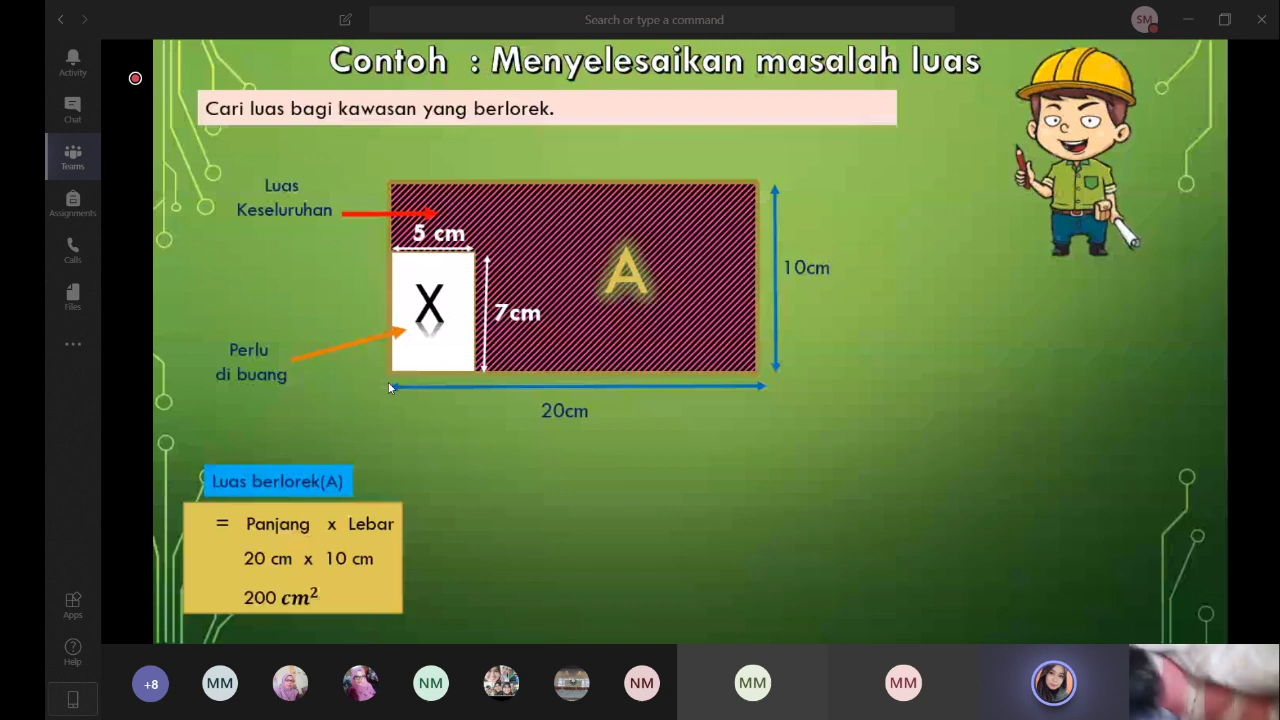 Search or type a command
SM
Activity
Chat
Teams
Assignments
Calls
Files
Apps
Help
Contoh : Menyelesaikan masalah luas
Cari luas bagi kawasan yang berlorek.
Luas
Keseluruhan
5 cm
A
10cm
X
7cm
Perlu
di buang
20cm
Luas berlorek(A)
= Panjang x Lebar
20 cm x 10 cm
200 cm²
+8
MM
NM
NM
MM
MM